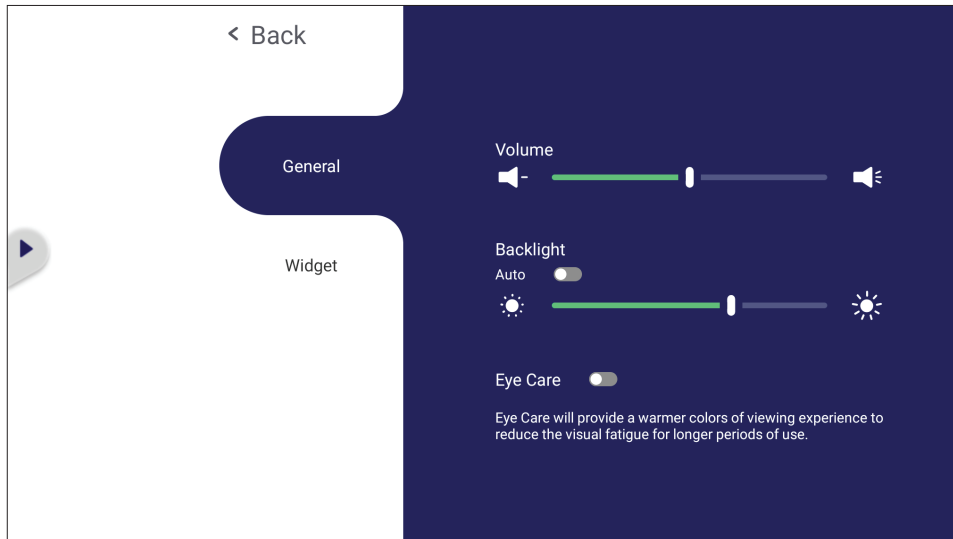 Back
General
Widget
Volume
Backlight
Auto
Eye Care
Eye Care will provide a warmer colors of viewing experience to
reduce the visual fatigue for longer periods of use.